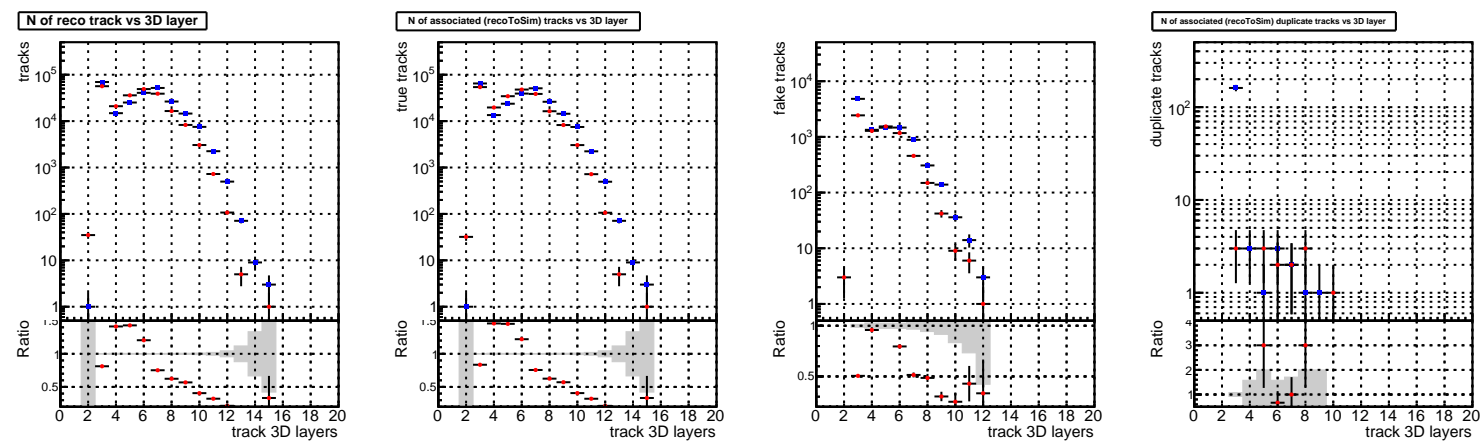 N of reco track vs 3D layer
tracks
10^5
10^4
10^3
10^2
10
1
Ratio
1.5
1
0.5
0 2 4 6 8 10 12 14 16 18 20
track 3D layers
N of associated (recoToSim) tracks vs 3D layer
true tracks
10^5
10^4
10^3
10^2
10
1
Ratio
1
0.5
0 2 4 6 8 10 12 14 16 18 20
track 3D layers
fake tracks
10^4
10^3
10^2
10
1
Ratio
1
0.5
0 2 4 6 8 10 12 14 16 18 20
track 3D layers
N of associated (recoToSim) duplicate tracks vs 3D layer
duplicate tracks
10^2
10
1
Ratio
4
3
2
1
0 2 4 6 8 10 12 14 16 18 20
track 3D layers